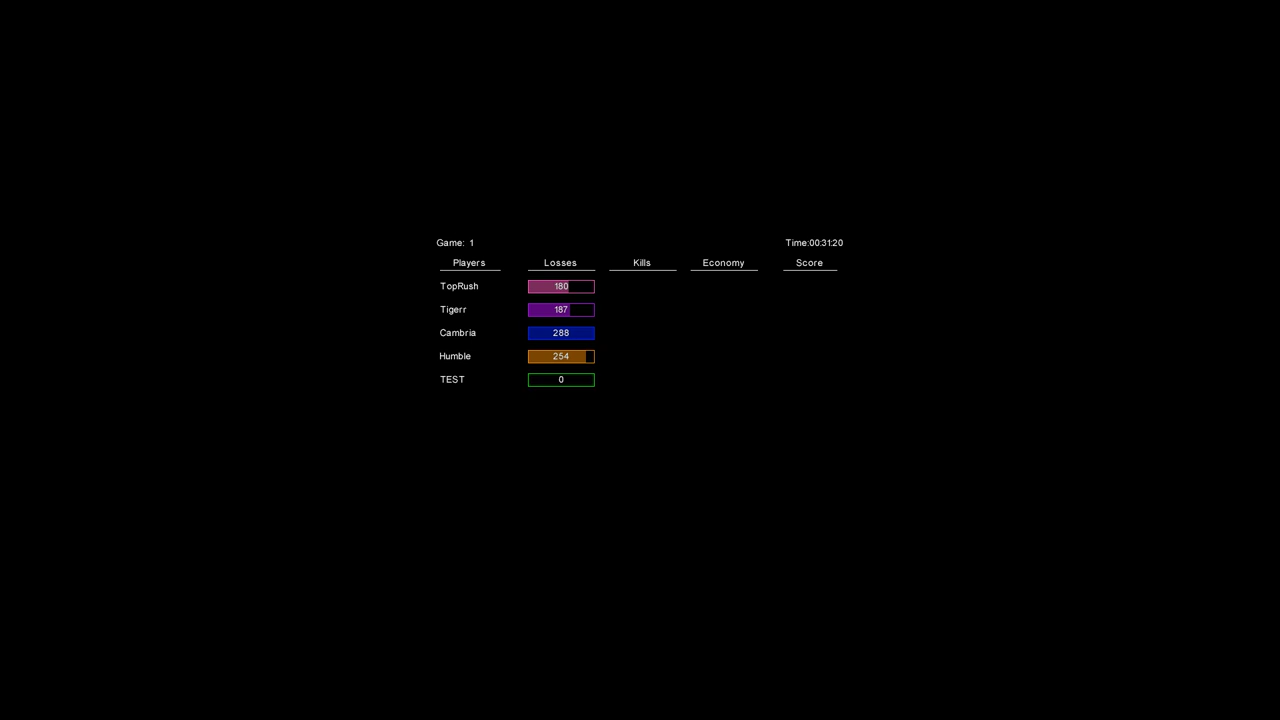 Game: 1 Time:00:31:20
Players Losses Kills Economy Score
TopRush 180
Tigerr 187
Cambria 288
Humble 254
TEST 0